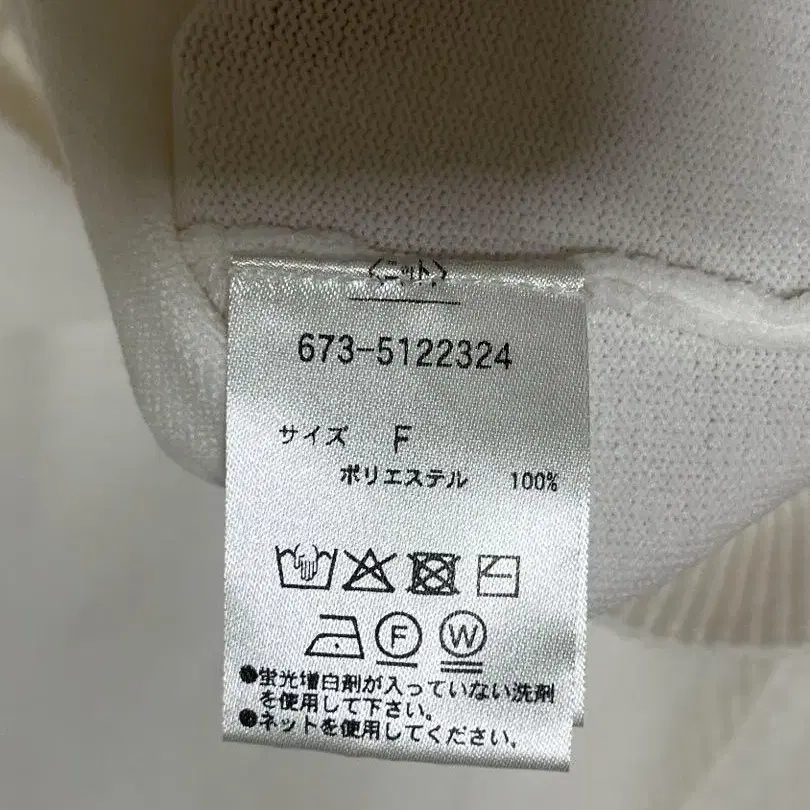 <ニット>
673-5122324
サイズ F
ポリエステル 100%
F W
●蛍光増白剤が入っていない洗剤
を使用して下さい。
●ネットを使用してください。